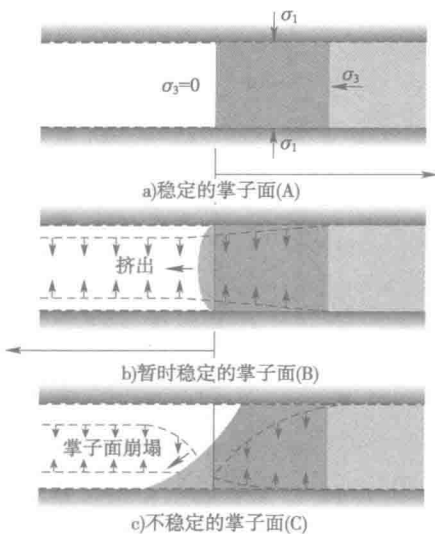 σ₁
σ₃=0
σ₃
σ₁
a)稳定的掌子面(A)
挤出
b)暂时稳定的掌子面(B)
掌子面崩塌
c)不稳定的掌子面(C)